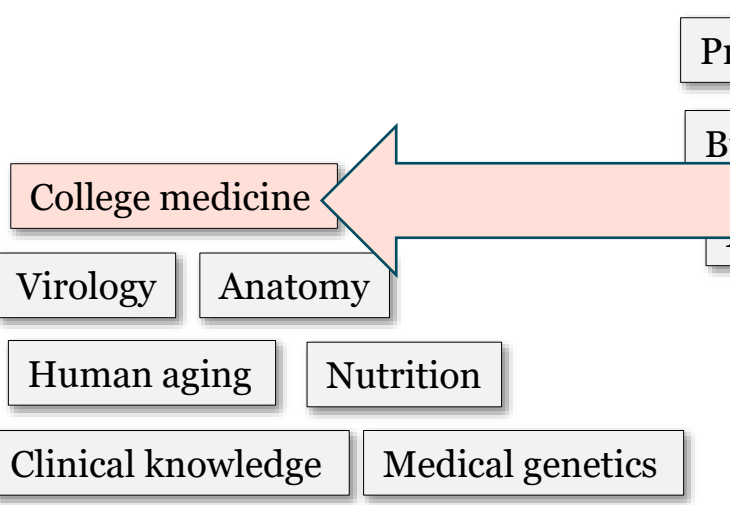 College medicine
Virology Anatomy
Human aging Nutrition
Clinical knowledge Medical genetics